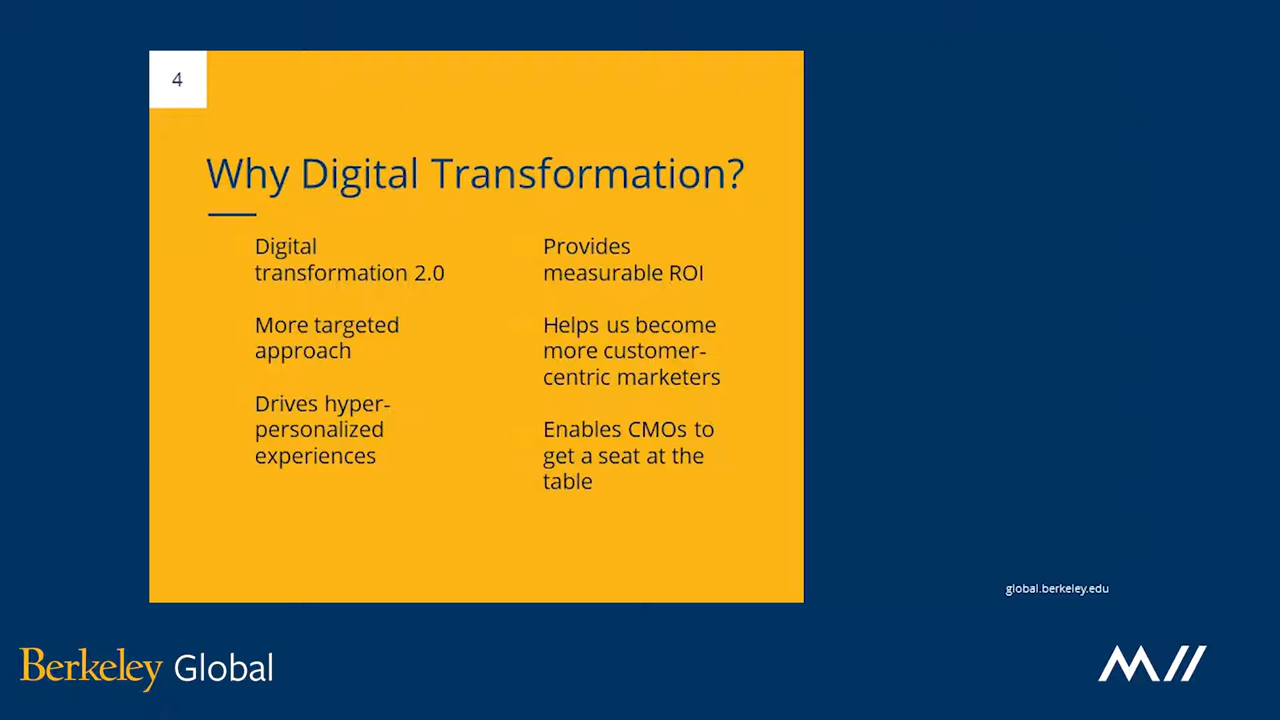 4
Why Digital Transformation?
Digital
transformation 2.0
More targeted
approach
Drives hyper-
personalized
experiences
Provides
measurable ROI
Helps us become
more customer-
centric marketers
Enables CMOs to
get a seat at the
table
global.berkeley.edu
Berkeley Global
M//